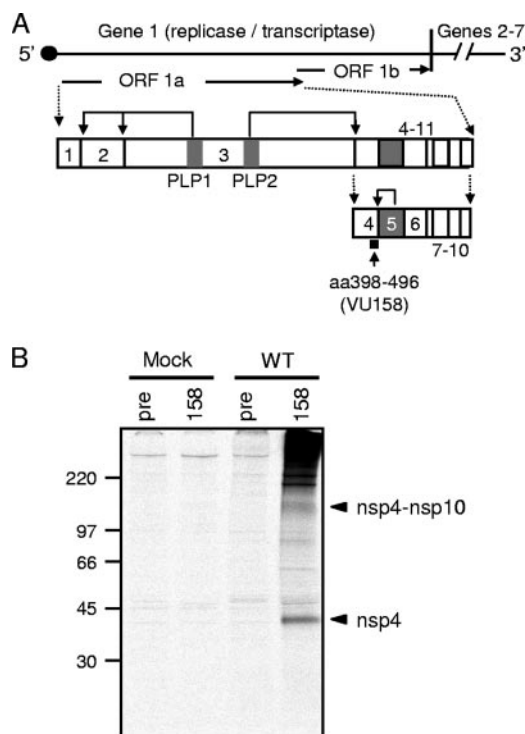 A
Gene 1 (replicase / transcriptase)
Genes 2-7
5'
3'
ORF 1a
ORF 1b
4-11
1
2
3
PLP1
PLP2
4
5
6
7-10
aa398-496
(VU158)
B
Mock
WT
pre
158
pre
158
220
97
66
45
30
nsp4-nsp10
nsp4